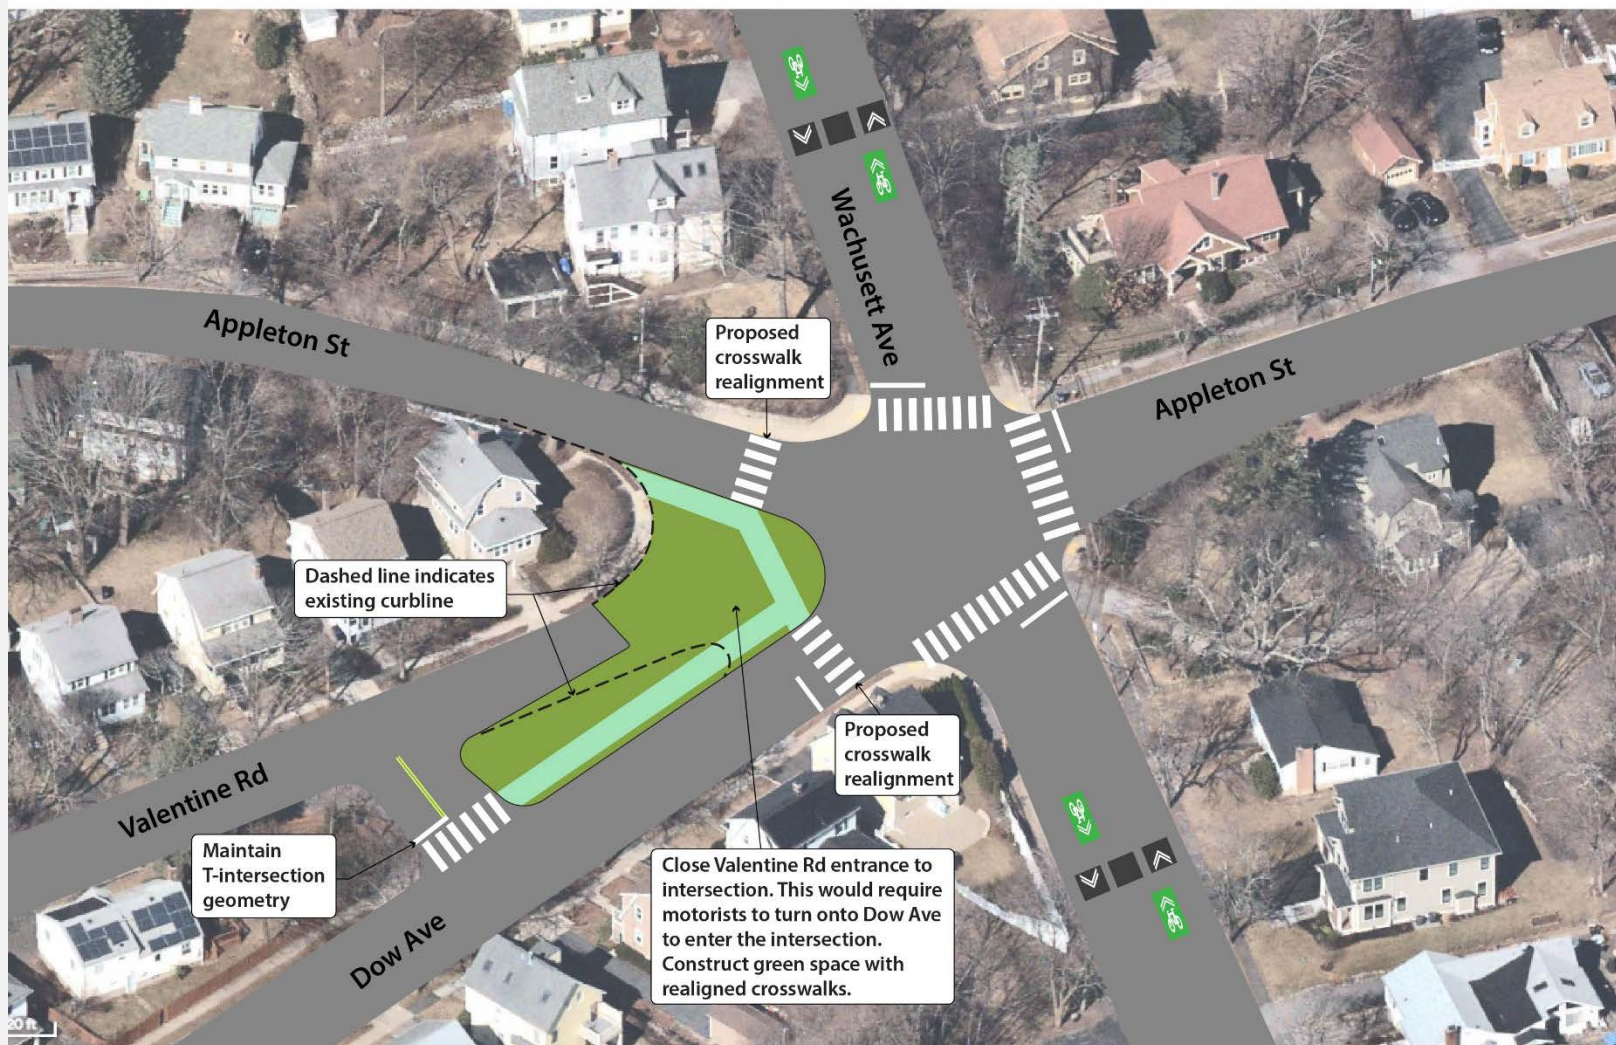 Wachusett Ave
Appleton St
Proposed
crosswalk
realignment
Appleton St
Dashed line indicates
existing curbline
Valentine Rd
Proposed
crosswalk
realignment
Maintain
T-intersection
geometry
Close Valentine Rd entrance to
intersection. This would require
motorists to turn onto Dow Ave
to enter the intersection.
Construct green space with
realigned crosswalks.
Dow Ave
20 ft